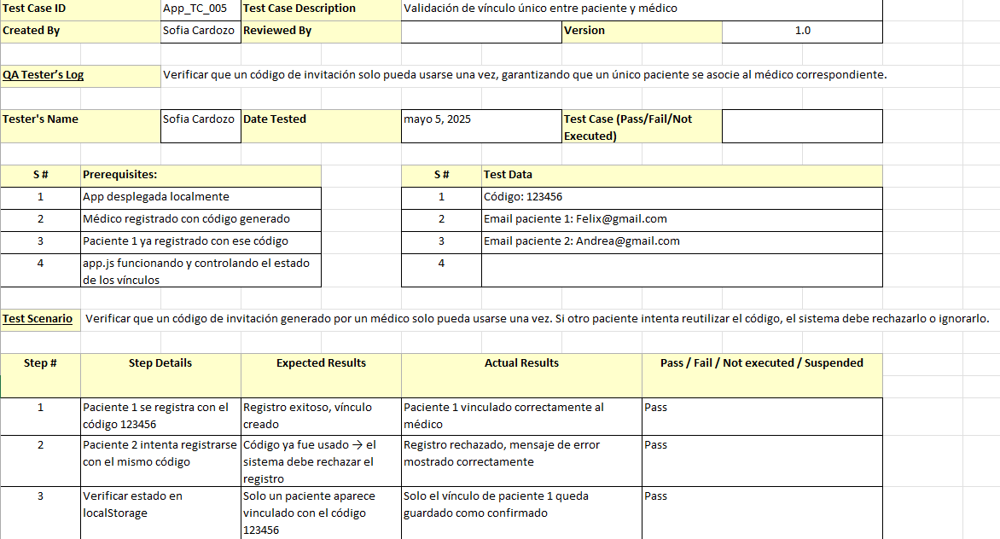 Test Case ID App_TC_005 Test Case Description Validación de vínculo único entre paciente y médico
Created By Sofia Cardozo Reviewed By Version 1.0
QA Tester's Log Verificar que un código de invitación solo pueda usarse una vez, garantizando que un único paciente se asocie al médico correspondiente.
Tester's Name Sofia Cardozo Date Tested mayo 5, 2025 Test Case (Pass/Fail/Not
Executed)
S # Prerequisites: S # Test Data
1 App desplegada localmente 1 Código: 123456
2 Médico registrado con código generado 2 Email paciente 1: Felix@gmail.com
3 Paciente 1 ya registrado con ese código 3 Email paciente 2: Andrea@gmail.com
4 app.js funcionando y controlando el estado 4
de los vínculos
Test Scenario Verificar que un código de invitación generado por un médico solo pueda usarse una vez. Si otro paciente intenta reutilizar el código, el sistema debe rechazarlo o ignorarlo.
Step # Step Details Expected Results Actual Results Pass / Fail / Not executed / Suspended
1 Paciente 1 se registra con el Registro exitoso, vínculo Paciente 1 vinculado correctamente al Pass
código 123456 creado médico
2 Paciente 2 intenta registrarse Código ya fue usado → el Registro rechazado, mensaje de error Pass
con el mismo código sistema debe rechazar el mostrado correctamente
registro
3 Verificar estado en Solo un paciente aparece Solo el vínculo de paciente 1 queda Pass
localStorage vinculado con el código guardado como confirmado
123456